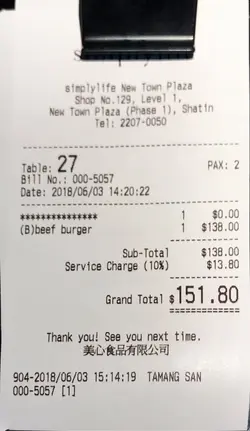 simplylife New Town Plaza
Shop No.129, Level 1,
New Town Plaza (Phase 1), Shatin
Tel: 2207-0050
Table: 27 PAX: 2
Bill No.: 000-5057
Date: 2018/06/03 14:20:22
*************** 1 $0.00
(B)beef burger 1 $138.00
Sub-Total $138.00
Service Charge (10%) $13.80
Grand Total $151.80
Thank you! See you next time.
美心食品有限公司
904-2018/06/03 15:14:19 TAMANG SAN
000-5057 [1]